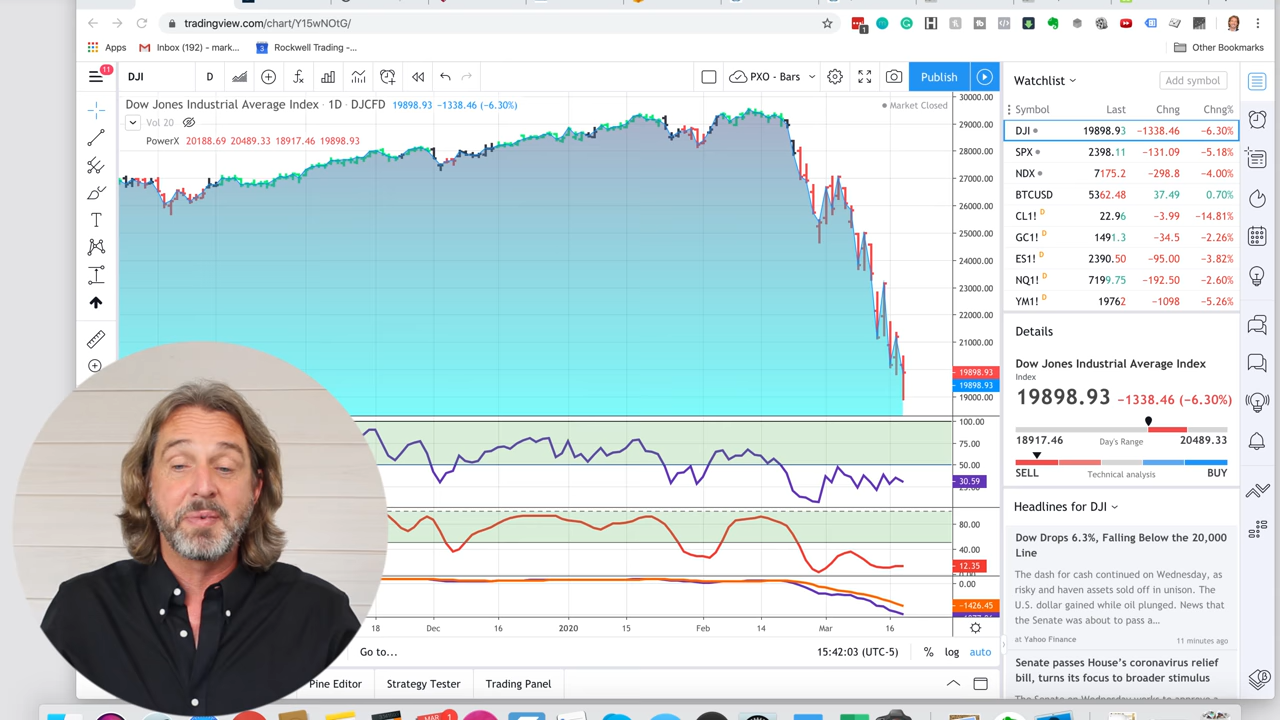 tradingview.com/chart/Y15wNOtG/
1
Apps
Inbox (192) - mark...
3
Rockwell Trading -...
Other Bookmarks
11
DJI
D
PXO - Bars
Publish
Watchlist
Add symbol
Dow Jones Industrial Average Index · 1D · DJCFD 19898.93 −1338.46 (−6.30%)
Market Closed
Vol 20
PowerX 20188.69 20489.33 18917.46 19898.93
30000.00
29000.00
28000.00
27000.00
26000.00
25000.00
24000.00
23000.00
22000.00
21000.00
19898.93
19898.93
19000.00
100.00
75.00
50.00
30.59
80.00
40.00
12.35
0.00
−1426.45
18 Dec 16 2020 15 Feb 14 Mar 16
Go to...
15:42:03 (UTC-5)
% log auto
Pine Editor
Strategy Tester
Trading Panel
Symbol Last Chng Chng%
DJI 19898.93 −1338.46 −6.30%
SPX 2398.11 −131.09 −5.18%
NDX 7175.2 −298.8 −4.00%
BTCUSD 5362.48 37.49 0.70%
CL1! D 22.96 −3.99 −14.81%
GC1! D 1491.3 −34.5 −2.26%
ES1! D 2390.50 −95.00 −3.82%
NQ1! D 7199.75 −192.50 −2.60%
YM1! D 19762 −1098 −5.26%
Details
Dow Jones Industrial Average Index
Index
19898.93 −1338.46 (−6.30%)
18917.46 Day's Range 20489.33
SELL Technical analysis BUY
Headlines for DJI
Dow Drops 6.3%, Falling Below the 20,000
Line
The dash for cash continued on Wednesday, as
risky and haven assets sold off in unison. The
U.S. dollar gained while oil plunged. News that
the Senate was about to pass a...
at Yahoo Finance 11 minutes ago
Senate passes House's coronavirus relief
bill, turns its focus to broader stimulus
MAR
1